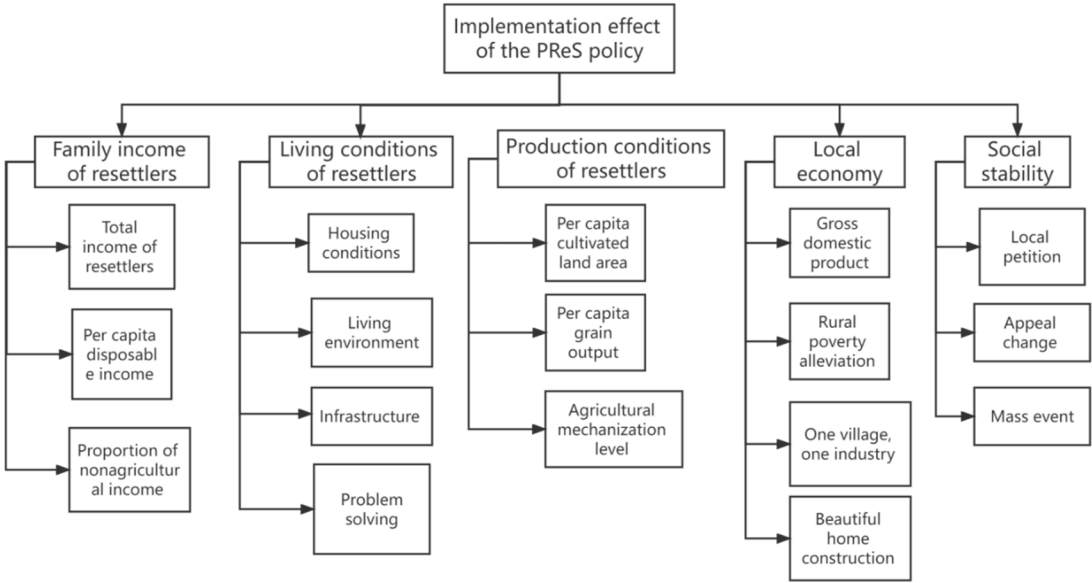 Implementation effect
of the PReS policy
Family income
of resettlers
Total
income of
resettlers
Per capita
disposabl
e income
Proportion of
nonagricultur
al income
Living conditions
of resettlers
Housing
conditions
Living
environment
Infrastructure
Problem
solving
Production conditions
of resettlers
Per capita
cultivated
land area
Per capita
grain
output
Agricultural
mechanization
level
Local
economy
Gross
domestic
product
Rural
poverty
alleviation
One village,
one industry
Beautiful
home
construction
Social
stability
Local
petition
Appeal
change
Mass event